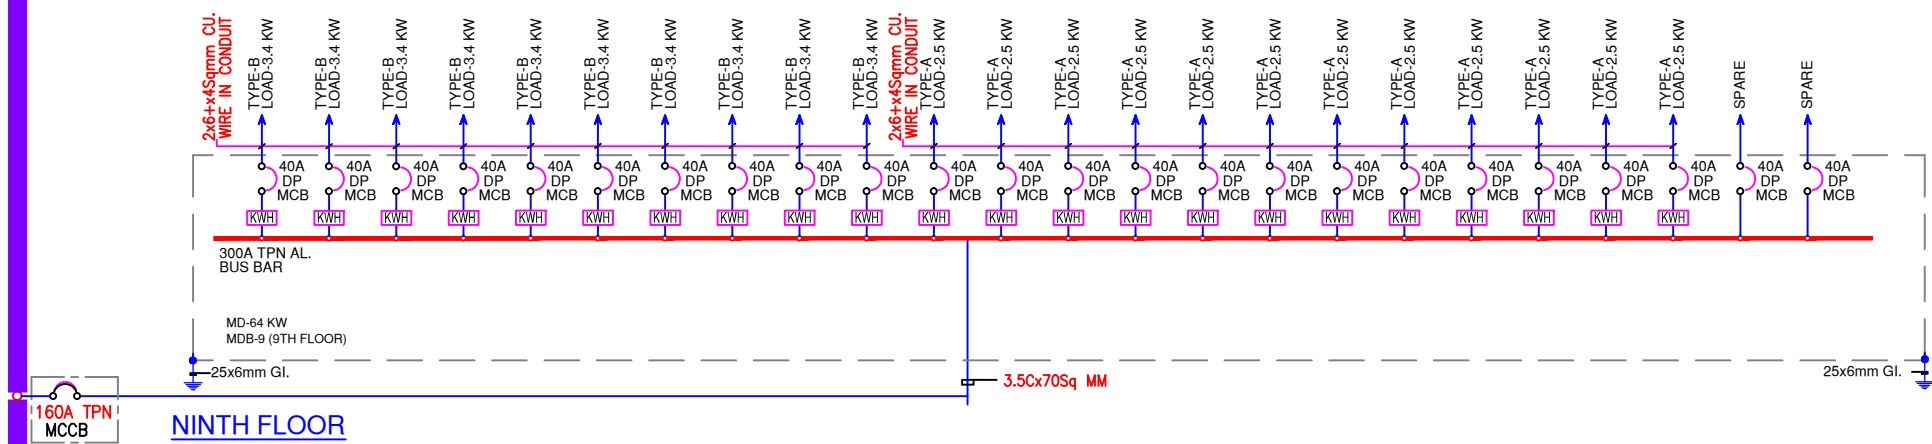 2x6+x4Sqmm CU.
WIRE IN CONDUIT
TYPE-B
LOAD-3.4 KW
TYPE-B
LOAD-3.4 KW
TYPE-B
LOAD-3.4 KW
TYPE-B
LOAD-3.4 KW
TYPE-B
LOAD-3.4 KW
TYPE-B
LOAD-3.4 KW
TYPE-B
LOAD-3.4 KW
TYPE-B
LOAD-3.4 KW
TYPE-B
LOAD-3.4 KW
TYPE-B
LOAD-3.4 KW
2x6+x4Sqmm CU.
WIRE IN CONDUIT
TYPE-A
LOAD-2.5 KW
TYPE-A
LOAD-2.5 KW
TYPE-A
LOAD-2.5 KW
TYPE-A
LOAD-2.5 KW
TYPE-A
LOAD-2.5 KW
TYPE-A
LOAD-2.5 KW
TYPE-A
LOAD-2.5 KW
TYPE-A
LOAD-2.5 KW
TYPE-A
LOAD-2.5 KW
TYPE-A
LOAD-2.5 KW
TYPE-A
LOAD-2.5 KW
TYPE-A
LOAD-2.5 KW
SPARE
SPARE
40A 40A 40A 40A 40A 40A 40A 40A 40A 40A 40A 40A 40A 40A 40A 40A 40A 40A 40A 40A 40A 40A 40A 40A
DP DP DP DP DP DP DP DP DP DP DP DP DP DP DP DP DP DP DP DP DP DP DP DP
MCB MCB MCB MCB MCB MCB MCB MCB MCB MCB MCB MCB MCB MCB MCB MCB MCB MCB MCB MCB MCB MCB MCB MCB
KWH KWH KWH KWH KWH KWH KWH KWH KWH KWH KWH KWH KWH KWH KWH KWH KWH KWH KWH KWH KWH KWH
300A TPN AL.
BUS BAR
MD-64 KW
MDB-9 (9TH FLOOR)
25x6mm GI.
25x6mm GI.
3.5Cx70Sq MM
160A TPN
MCCB
NINTH FLOOR